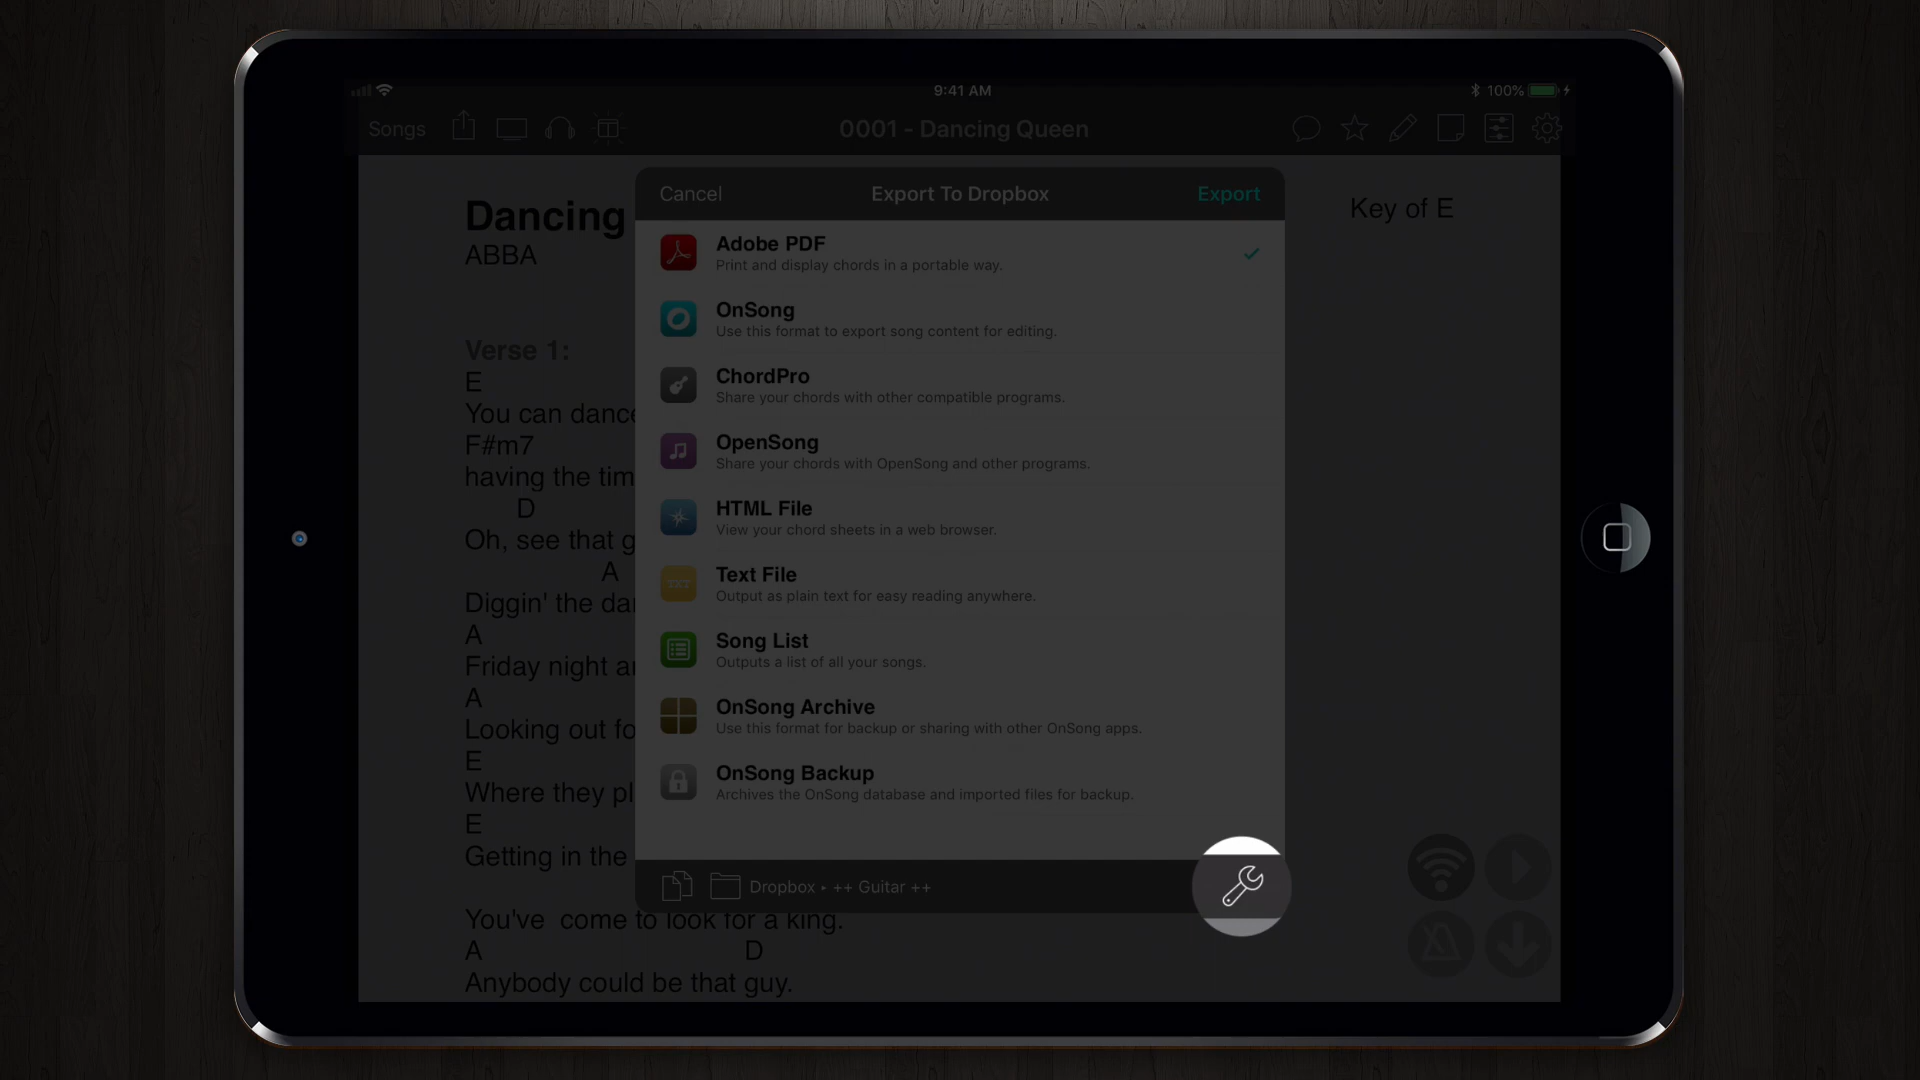 9:41 AM
100%
Songs
0001 - Dancing Queen
Cancel
Export To Dropbox
Export
Dancing
ABBA
Key of E
Adobe PDF
Print and display chords in a portable way.
OnSong
Use this format to export song content for editing.
ChordPro
Share your chords with other compatible programs.
OpenSong
Share your chords with OpenSong and other programs.
HTML File
View your chord sheets in a web browser.
TXT
Text File
Output as plain text for easy reading anywhere.
Song List
Outputs a list of all your songs.
OnSong Archive
Use this format for backup or sharing with other OnSong apps.
OnSong Backup
Archives the OnSong database and imported files for backup.
Dropbox ▸ ++ Guitar ++
Verse 1:
E
You can dance
F#m7
having the tim
D
Oh, see that g
A
Diggin' the da
A
Friday night a
A
Looking out fo
E
Where they pl
E
Getting in the
You've come to look for a king.
A D
Anybody could be that guy.